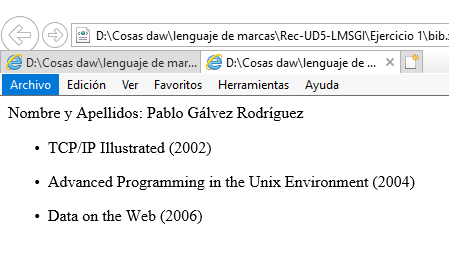 D:\Cosas daw\lenguaje de marcas\Rec-UD5-LMSGI\Ejercicio 1\bib.
D:\Cosas daw\lenguaje de mar... D:\Cosas daw\lenguaje de ...
Archivo Edición Ver Favoritos Herramientas Ayuda
Nombre y Apellidos: Pablo Gálvez Rodríguez
• TCP/IP Illustrated (2002)
• Advanced Programming in the Unix Environment (2004)
• Data on the Web (2006)